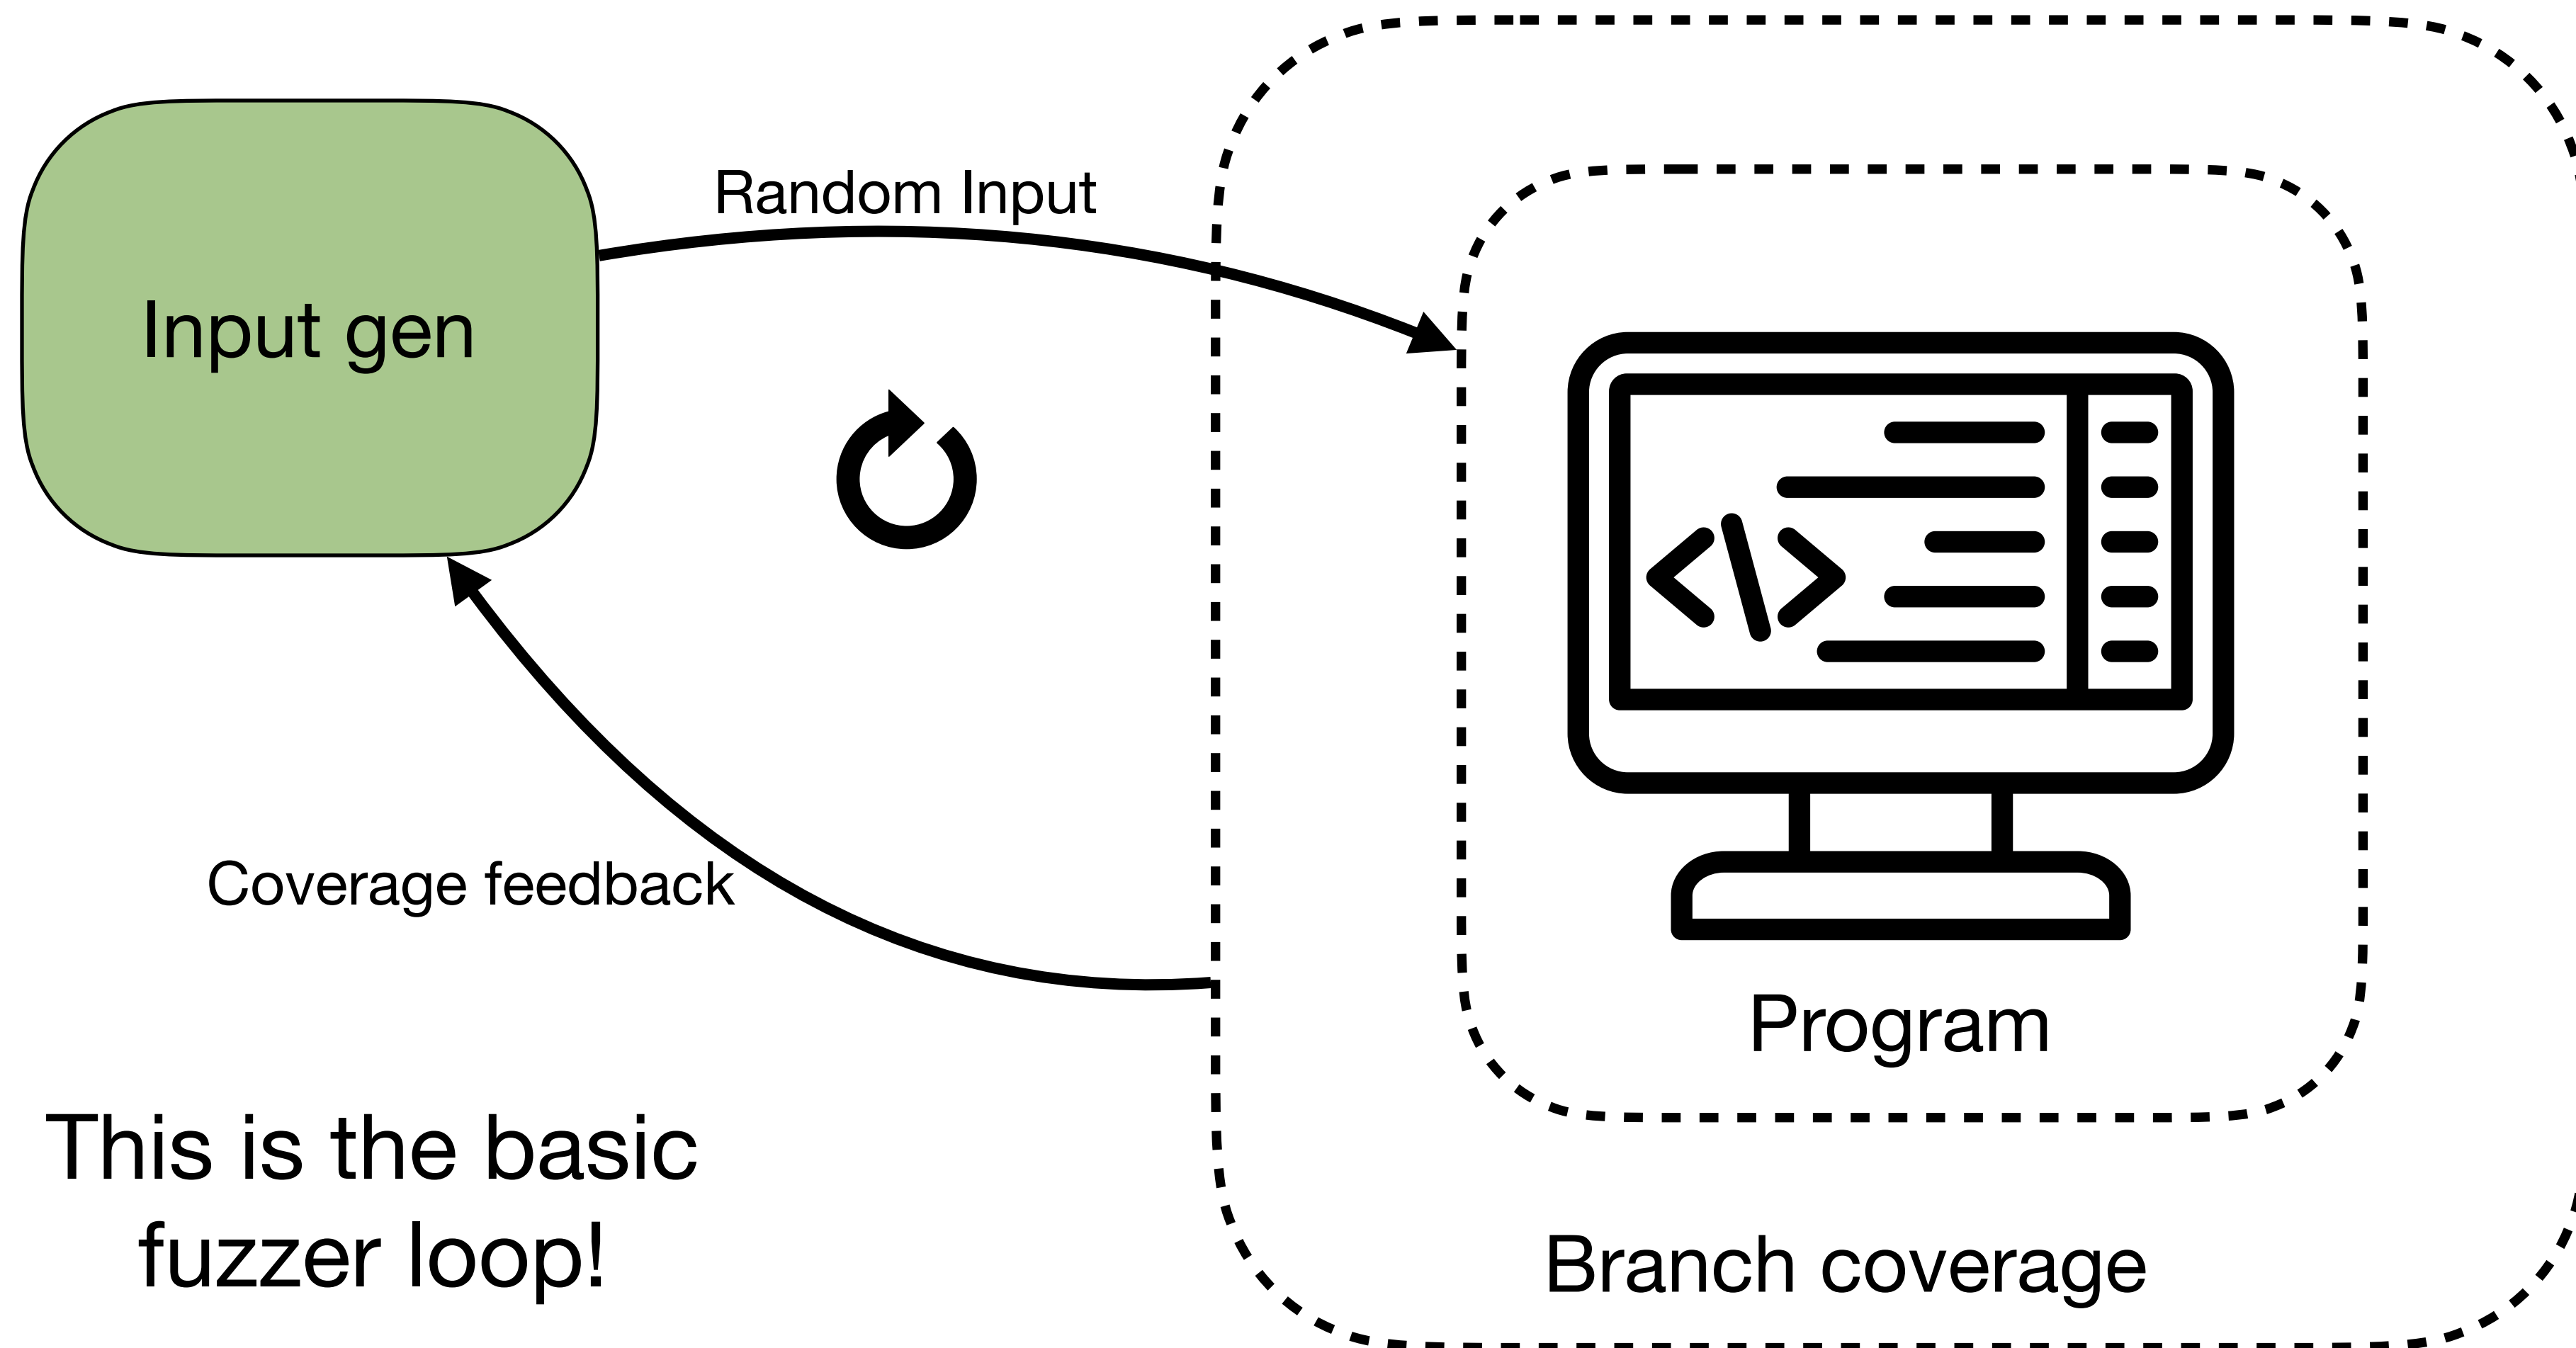 Random Input
Input gen
</>
Coverage feedback
Program
This is the basic
fuzzer loop!
Branch coverage